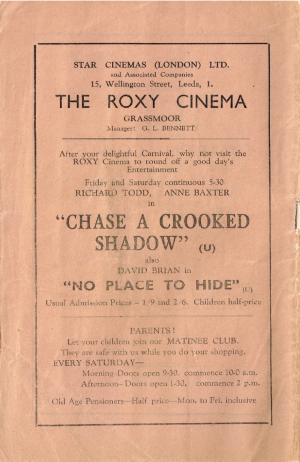 STAR CINEMAS (LONDON) LTD.
and Associated Companies
15, Wellington Street, Leeds, 1.
THE ROXY CINEMA
GRASSMOOR
Manager: G. L. BENNETT
After your delightful Carnival, why not visit the
ROXY Cinema to round off a good day's
Entertainment
Friday and Saturday continuous 5-30
RICHARD TODD, ANNE BAXTER
in
"CHASE A CROOKED
SHADOW" (U)
also
DAVID BRIAN in
"NO PLACE TO HIDE" (U)
Usual Admission Prices - 1/9 and 2/6. Children half-price
PARENTS!
Let your children join our MATINEE CLUB.
They are safe with us while you do your shopping.
EVERY SATURDAY—
Morning-Doors open 9-30. commence 10-0 a.m.
Afternoon-Doors open 1-30, commence 2 p.m.
Old Age Pensioners—Half price—Mon. to Fri. inclusive